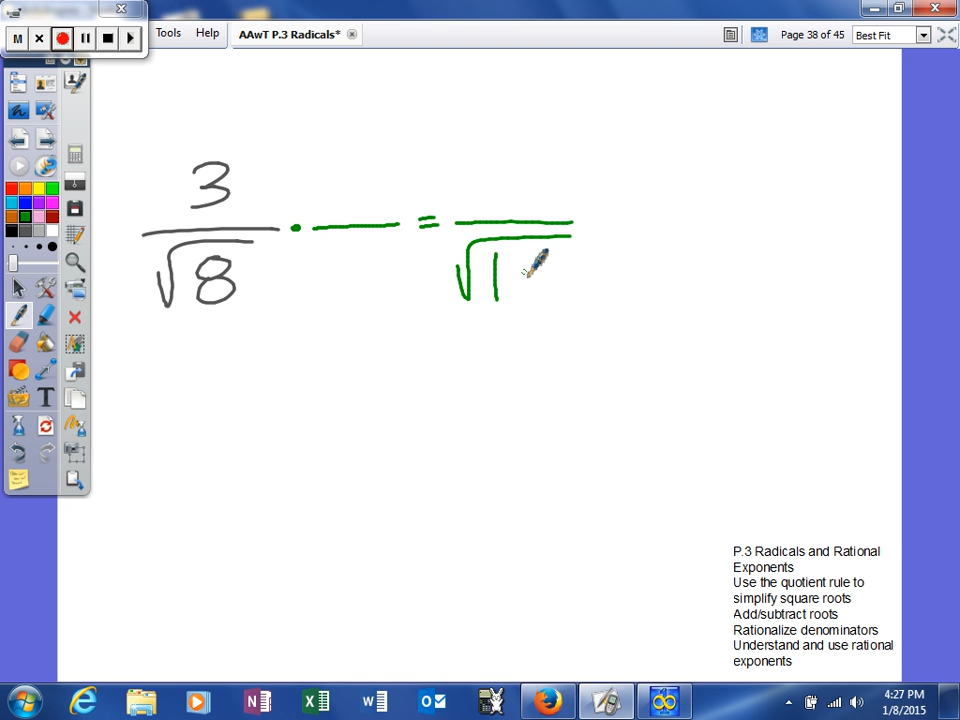 M
Tools Help AAwT P.3 Radicals* Page 38 of 45 Best Fit
3
√8 · = √1
T
P.3 Radicals and Rational
Exponents
Use the quotient rule to
simplify square roots
Add/subtract roots
Rationalize denominators
Understand and use rational
exponents
4:27 PM
1/8/2015